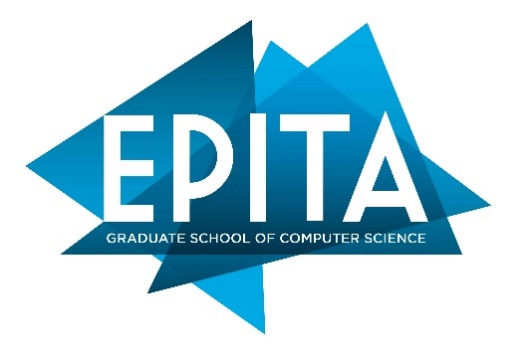 EPITA
GRADUATE SCHOOL OF COMPUTER SCIENCE